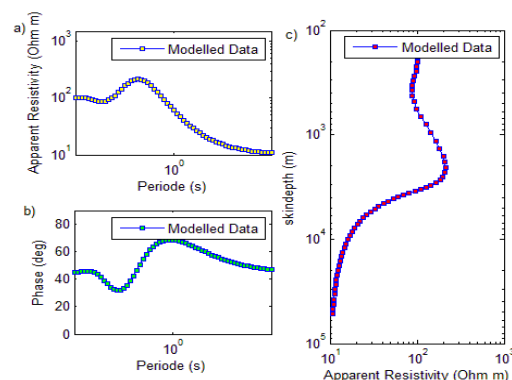 a)
Apparent Resistivity (Ohm m)
10³
10²
10¹
Modelled Data
10⁰
Periode (s)
b)
Phase (deg)
80
60
40
20
0
Modelled Data
10⁰
Periode (s)
c)
skindepth (m)
10²
10³
10⁴
10⁵
Modelled Data
10¹
10²
10³
Apparent Resistivity (Ohm m)